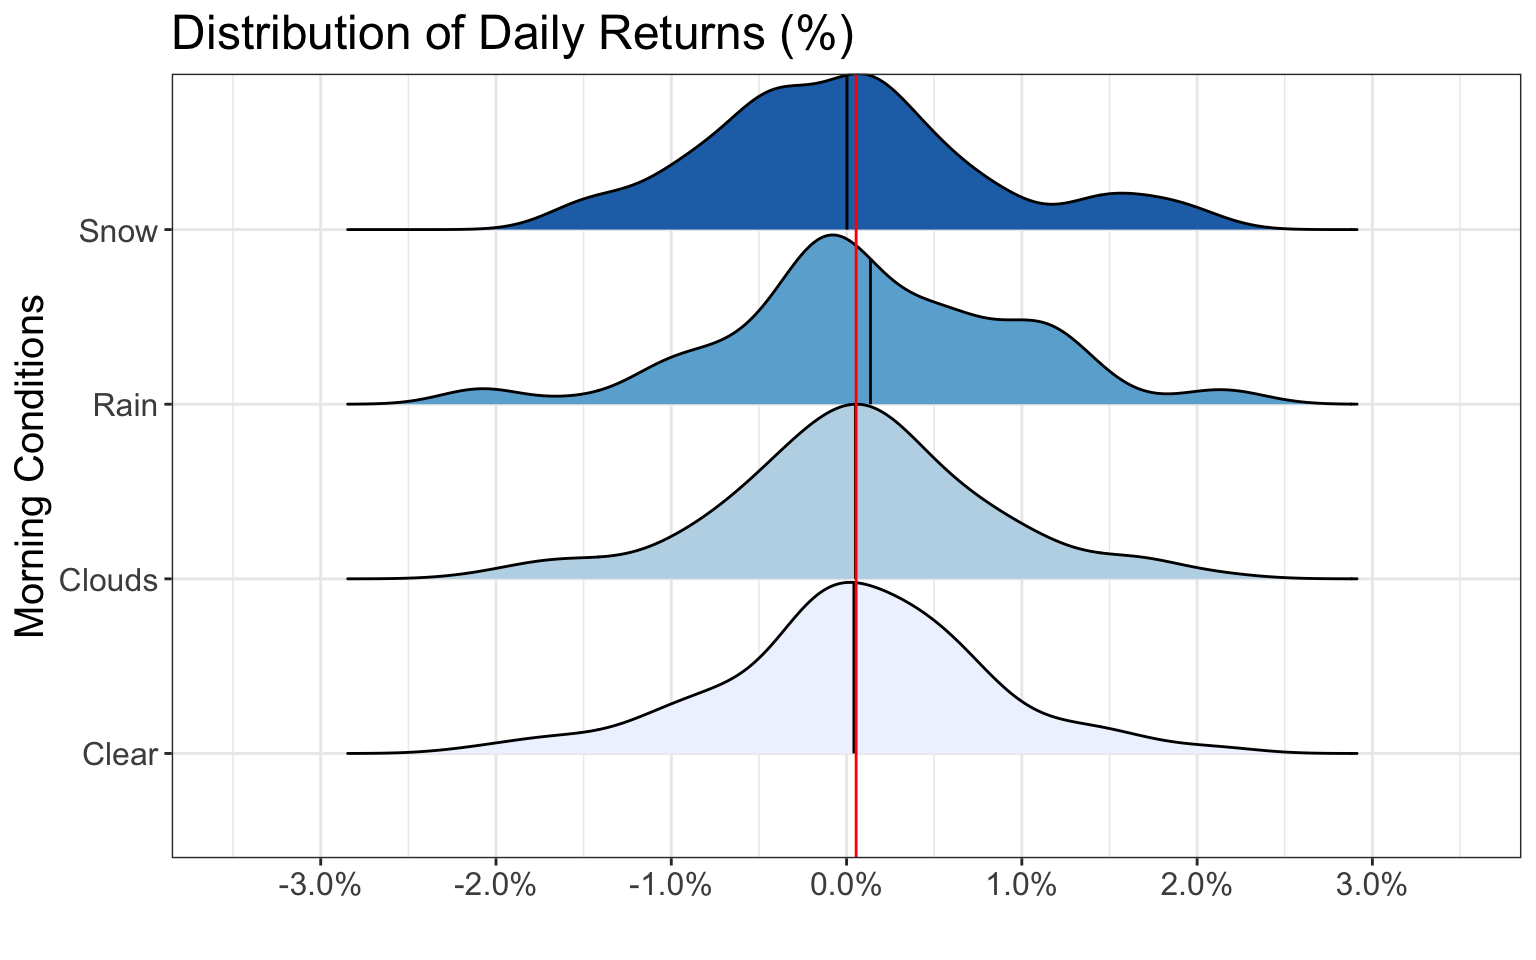 Distribution of Daily Returns (%)
Morning Conditions
Snow
Rain
Clouds
Clear
-3.0% -2.0% -1.0% 0.0% 1.0% 2.0% 3.0%